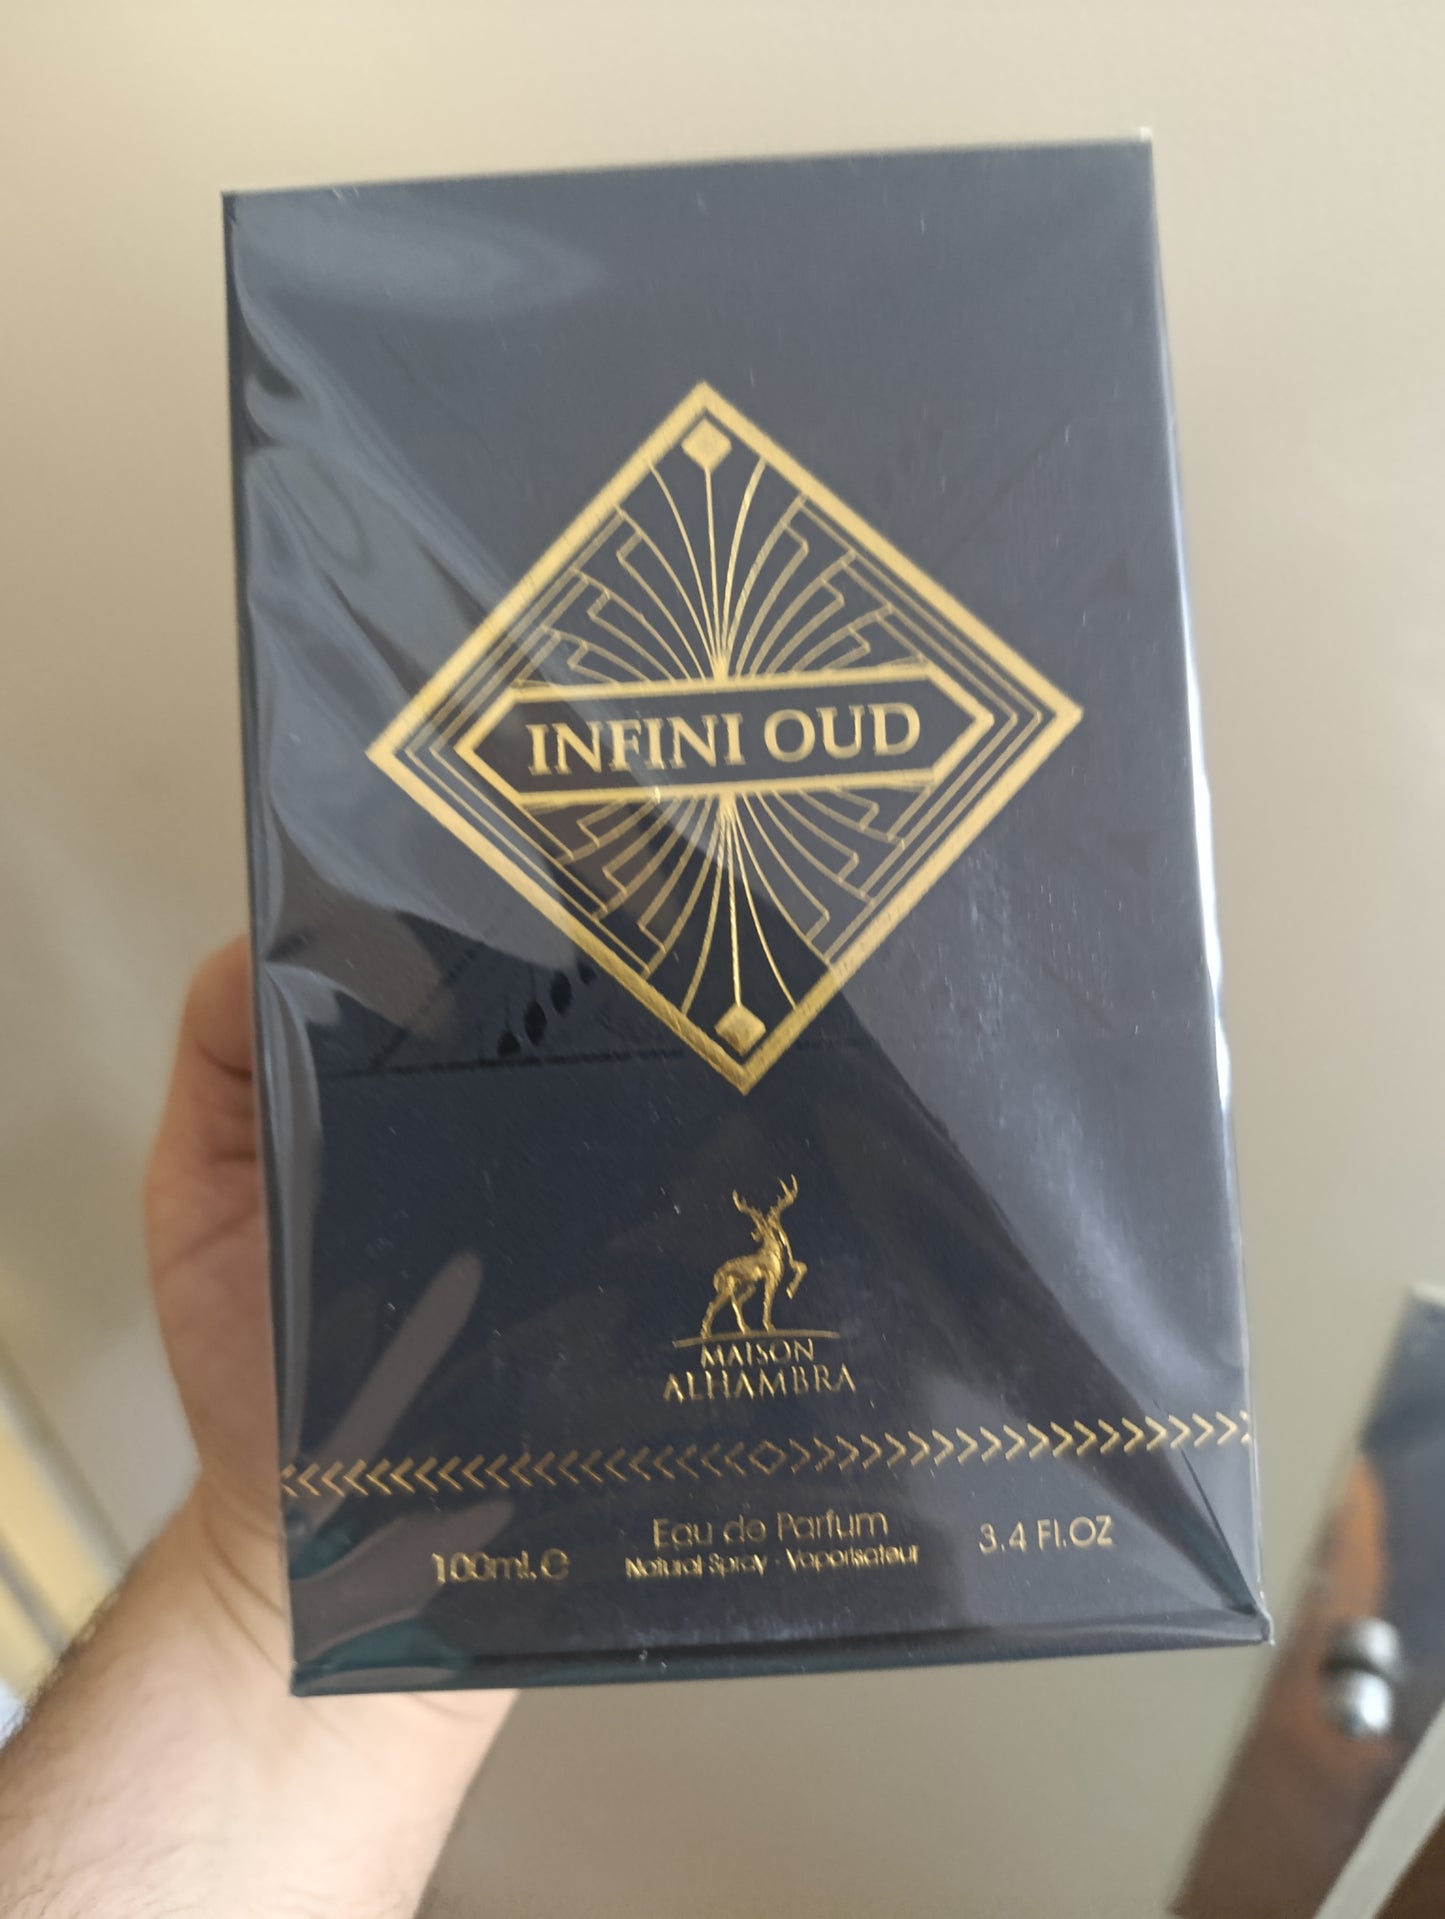 INFINI OUD
MAISON
ALHAMBRA
100mL e Eau de Parfum 3.4 Fl.OZ
Natural Spray - Vaporisateur